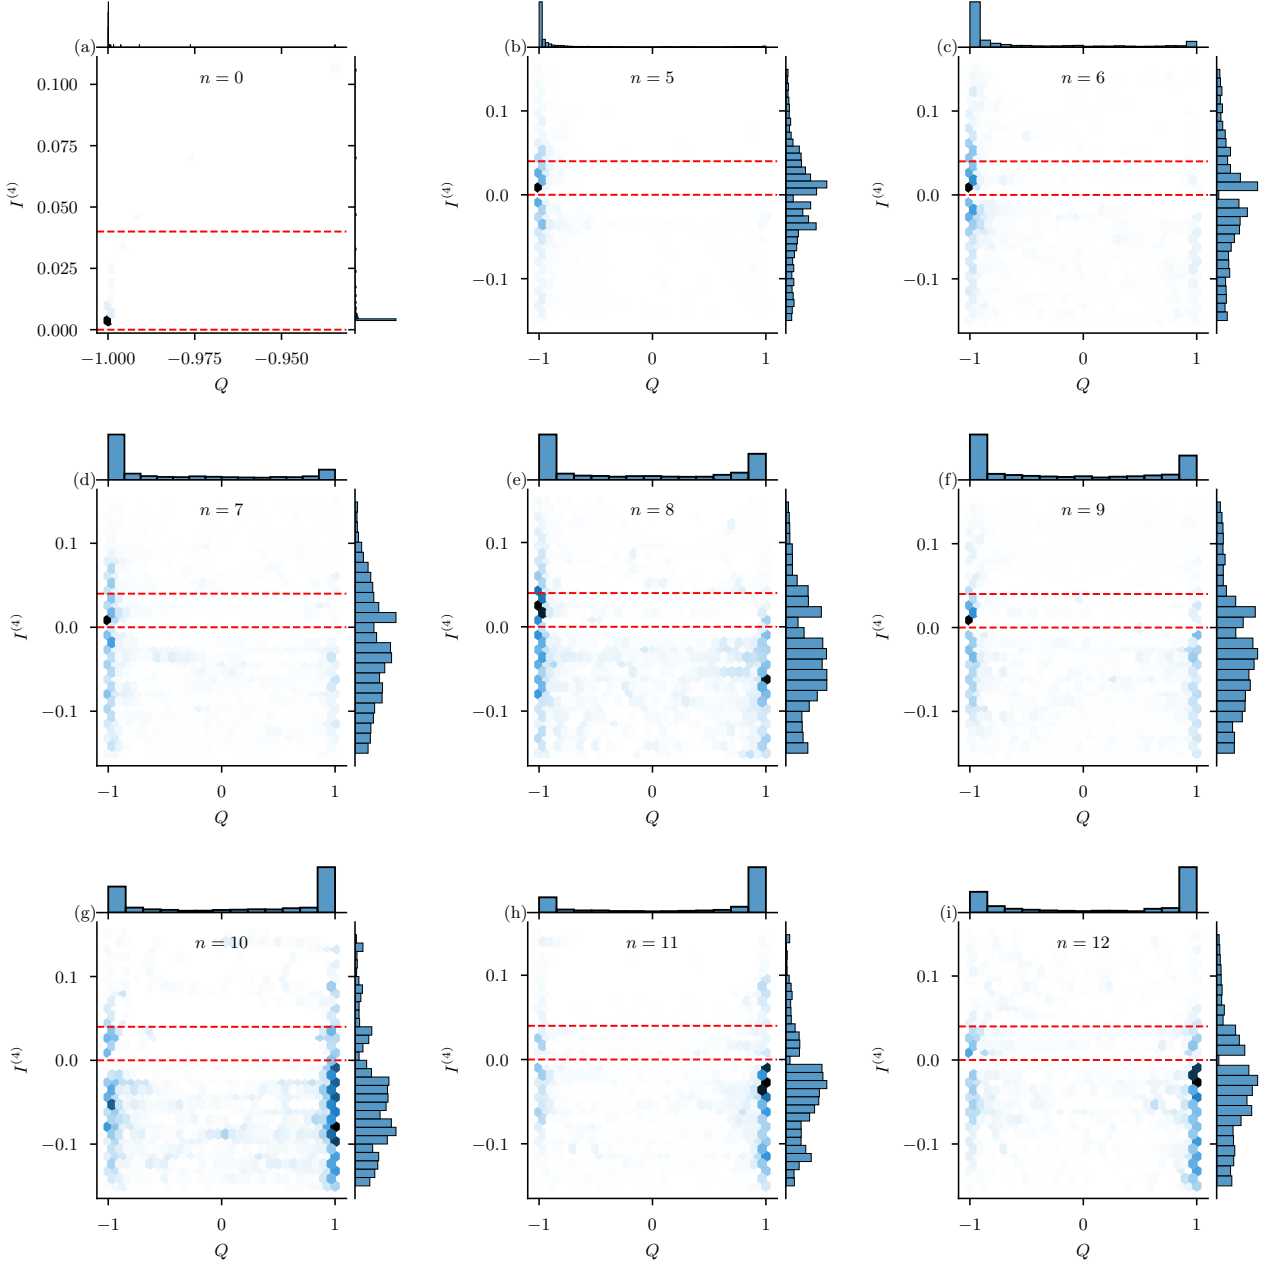 (a)
n = 0
0.100
0.075
0.050
0.025
0.000
I^{(4)}
−1.000 −0.975 −0.950
Q
(b)
n = 5
0.1
0.0
−0.1
I^{(4)}
−1 0 1
Q
(c)
n = 6
0.1
0.0
−0.1
I^{(4)}
−1 0 1
Q
(d)
n = 7
0.1
0.0
−0.1
I^{(4)}
−1 0 1
Q
(e)
n = 8
0.1
0.0
−0.1
I^{(4)}
−1 0 1
Q
(f)
n = 9
0.1
0.0
−0.1
I^{(4)}
−1 0 1
Q
(g)
n = 10
0.1
0.0
−0.1
I^{(4)}
−1 0 1
Q
(h)
n = 11
0.1
0.0
−0.1
I^{(4)}
−1 0 1
Q
(i)
n = 12
0.1
0.0
−0.1
I^{(4)}
−1 0 1
Q